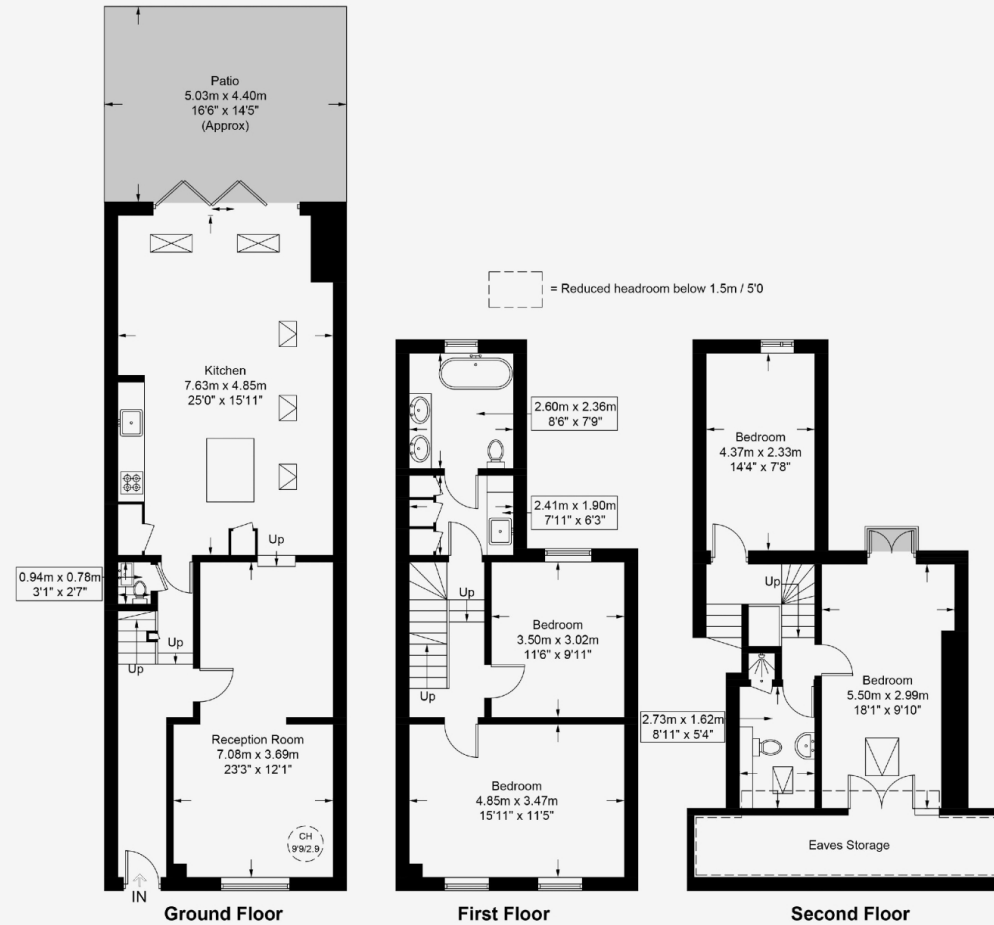 Patio
5.03m x 4.40m
16'6" x 14'5"
(Approx)
= Reduced headroom below 1.5m / 5'0
Kitchen
7.63m x 4.85m
25'0" x 15'11"
Up
0.94m x 0.78m
3'1" x 2'7"
Up
Up
Reception Room
7.08m x 3.69m
23'3" x 12'1"
CH
9'9/2.9
IN
Ground Floor
2.60m x 2.36m
8'6" x 7'9"
2.41m x 1.90m
7'11" x 6'3"
Up
Up
Bedroom
3.50m x 3.02m
11'6" x 9'11"
Bedroom
4.85m x 3.47m
15'11" x 11'5"
First Floor
Bedroom
4.37m x 2.33m
14'4" x 7'8"
Up
Bedroom
5.50m x 2.99m
18'1" x 9'10"
2.73m x 1.62m
8'11" x 5'4"
Eaves Storage
Second Floor